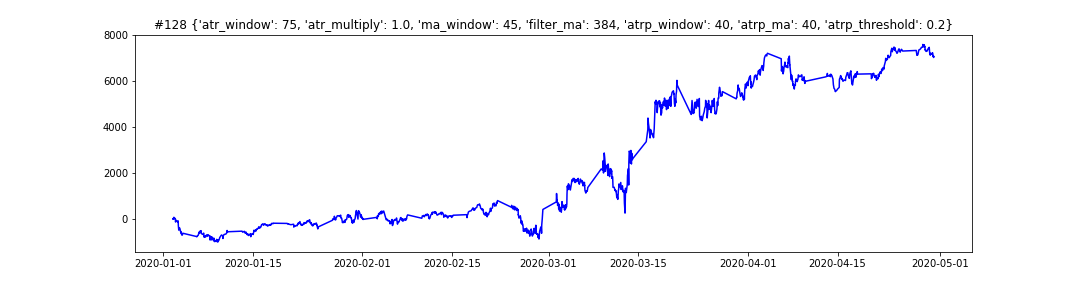 #128 {'atr_window': 75, 'atr_multiply': 1.0, 'ma_window': 45, 'filter_ma': 384, 'atrp_window': 40, 'atrp_ma': 40, 'atrp_threshold': 0.2}
8000
6000
4000
2000
0
2020-01-01 2020-01-15 2020-02-01 2020-02-15 2020-03-01 2020-03-15 2020-04-01 2020-04-15 2020-05-01